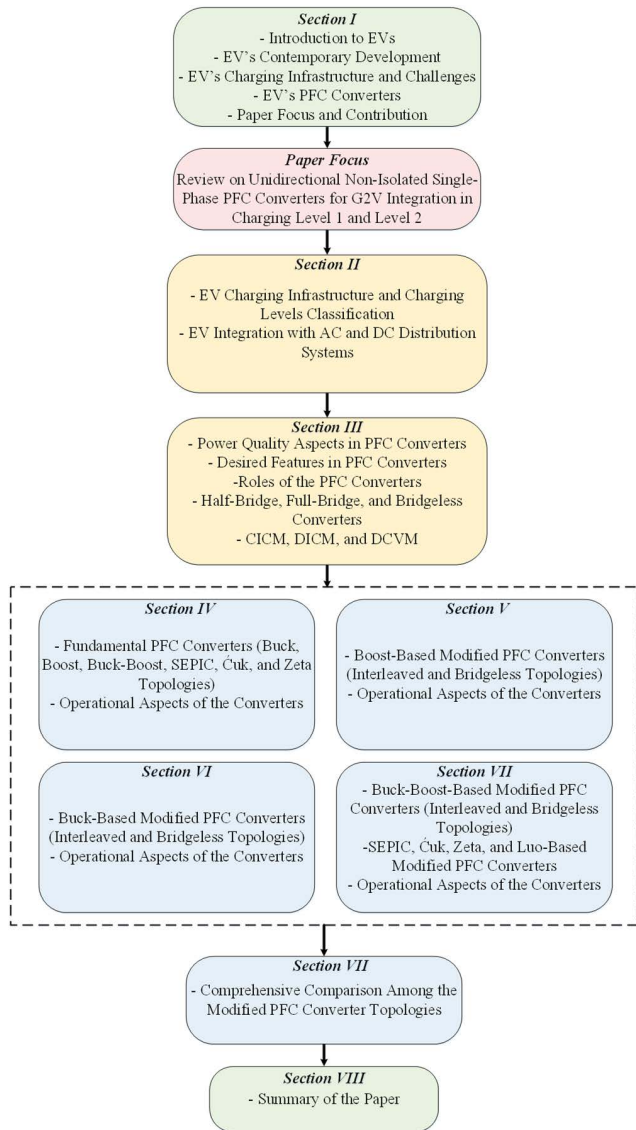 Section I
- Introduction to EVs
- EV's Contemporary Development
- EV's Charging Infrastructure and Challenges
- EV's PFC Converters
- Paper Focus and Contribution
Paper Focus
Review on Unidirectional Non-Isolated Single-
Phase PFC Converters for G2V Integration in
Charging Level 1 and Level 2
Section II
- EV Charging Infrastructure and Charging
Levels Classification
- EV Integration with AC and DC Distribution
Systems
Section III
- Power Quality Aspects in PFC Converters
- Desired Features in PFC Converters
-Roles of the PFC Converters
- Half-Bridge, Full-Bridge, and Bridgeless
Converters
- CICM, DICM, and DCVM
Section IV
- Fundamental PFC Converters (Buck,
Boost, Buck-Boost, SEPIC, Ćuk, and Zeta
Topologies)
- Operational Aspects of the Converters
Section V
- Boost-Based Modified PFC Converters
(Interleaved and Bridgeless Topologies)
- Operational Aspects of the Converters
Section VI
- Buck-Based Modified PFC Converters
(Interleaved and Bridgeless Topologies)
- Operational Aspects of the Converters
Section VII
- Buck-Boost-Based Modified PFC
Converters (Interleaved and Bridgeless
Topologies)
-SEPIC, Ćuk, Zeta, and Luo-Based
Modified PFC Converters
- Operational Aspects of the Converters
Section VII
- Comprehensive Comparison Among the
Modified PFC Converter Topologies
Section VIII
- Summary of the Paper